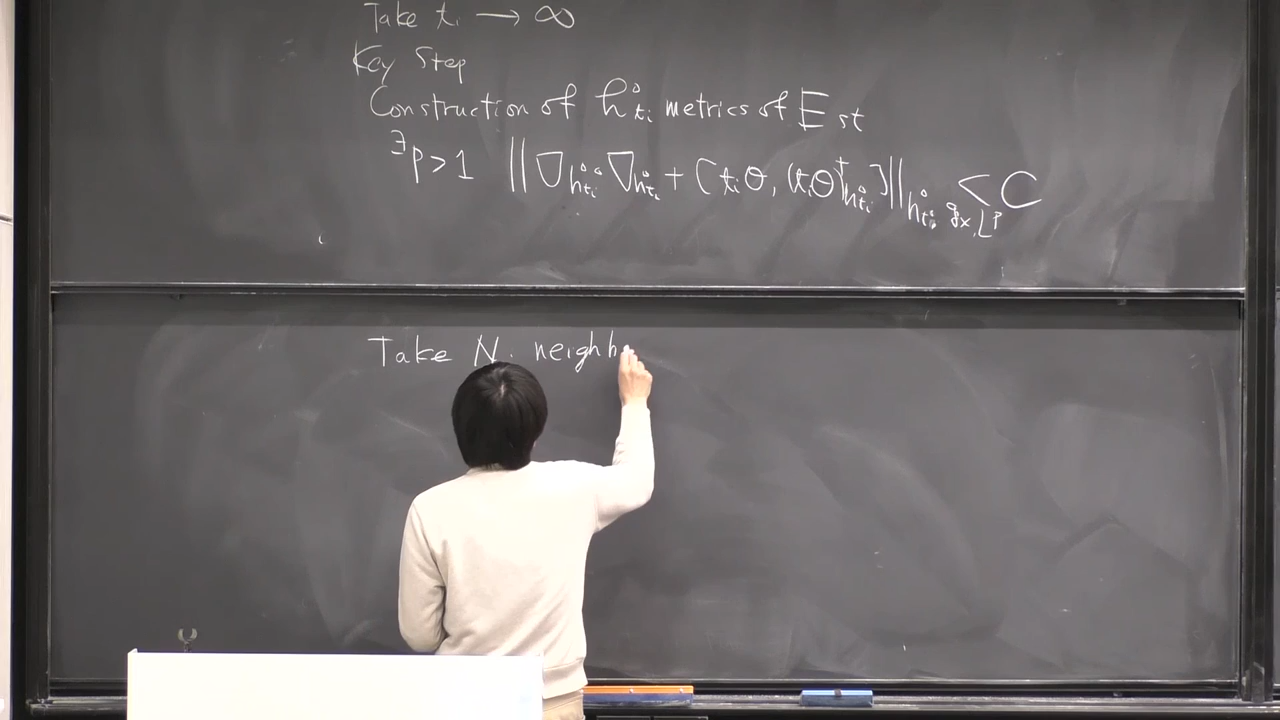 Take tᵢ → ∞
Key Step
Construction of h°ₜᵢ metrics of E st
∃p > 1 ‖∇h°ₜᵢ ∘ ∇h°ₜᵢ + [tᵢθ, (tᵢθ)†h°ₜᵢ]‖h°ₜᵢ, gₓ, Lᵖ < C
Take N. neighb